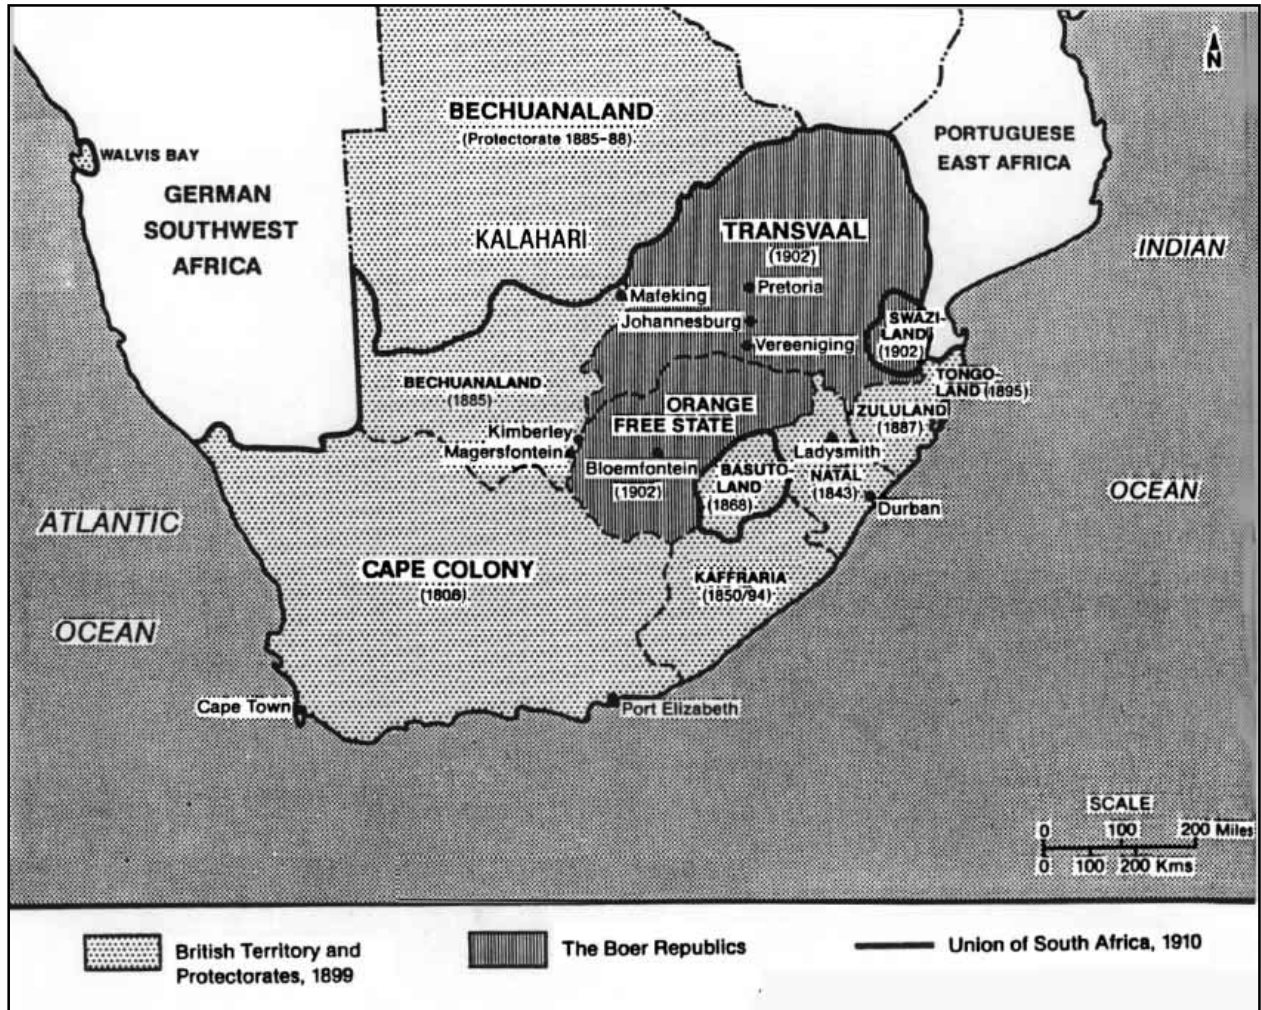 N
BECHUANALAND
(Protectorate 1885-88)
PORTUGUESE
EAST AFRICA
WALVIS BAY
GERMAN
SOUTHWEST
AFRICA
KALAHARI
TRANSVAAL
(1902)
INDIAN
Mafeking
Pretoria
Johannesburg
Vereeniging
SWAZI-
LAND
(1902)
BECHUANALAND
(1885)
TONGO-
LAND (1895)
ORANGE
FREE STATE
ZULULAND
(1887)
Kimberley
Magersfontein
Ladysmith
Bloemfontein
(1902)
BASUTO-
LAND
(1868)
NATAL
(1843)
Durban
OCEAN
ATLANTIC
OCEAN
CAPE COLONY
(1806)
KAFFRARIA
(1850/94)
Cape Town
Port Elizabeth
SCALE
0 100 200 Miles
0 100 200 Kms
British Territory and
Protectorates, 1899
The Boer Republics
Union of South Africa, 1910